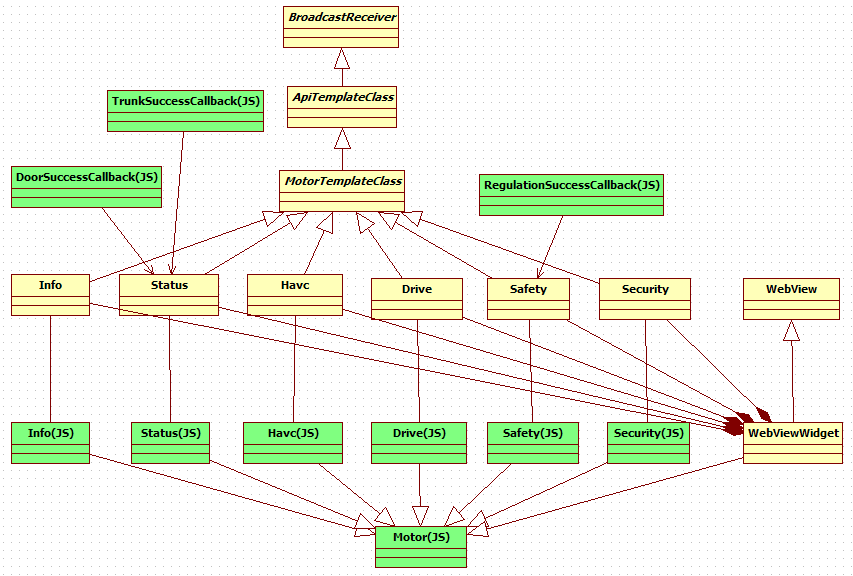 BroadcastReceiver
ApiTemplateClass
TrunkSuccessCallback(JS)
DoorSuccessCallback(JS)
MotorTemplateClass
RegulationSuccessCallback(JS)
Info
Status
Havc
Drive
Safety
Security
WebView
Info(JS)
Status(JS)
Havc(JS)
Drive(JS)
Safety(JS)
Security(JS)
WebViewWidget
Motor(JS)